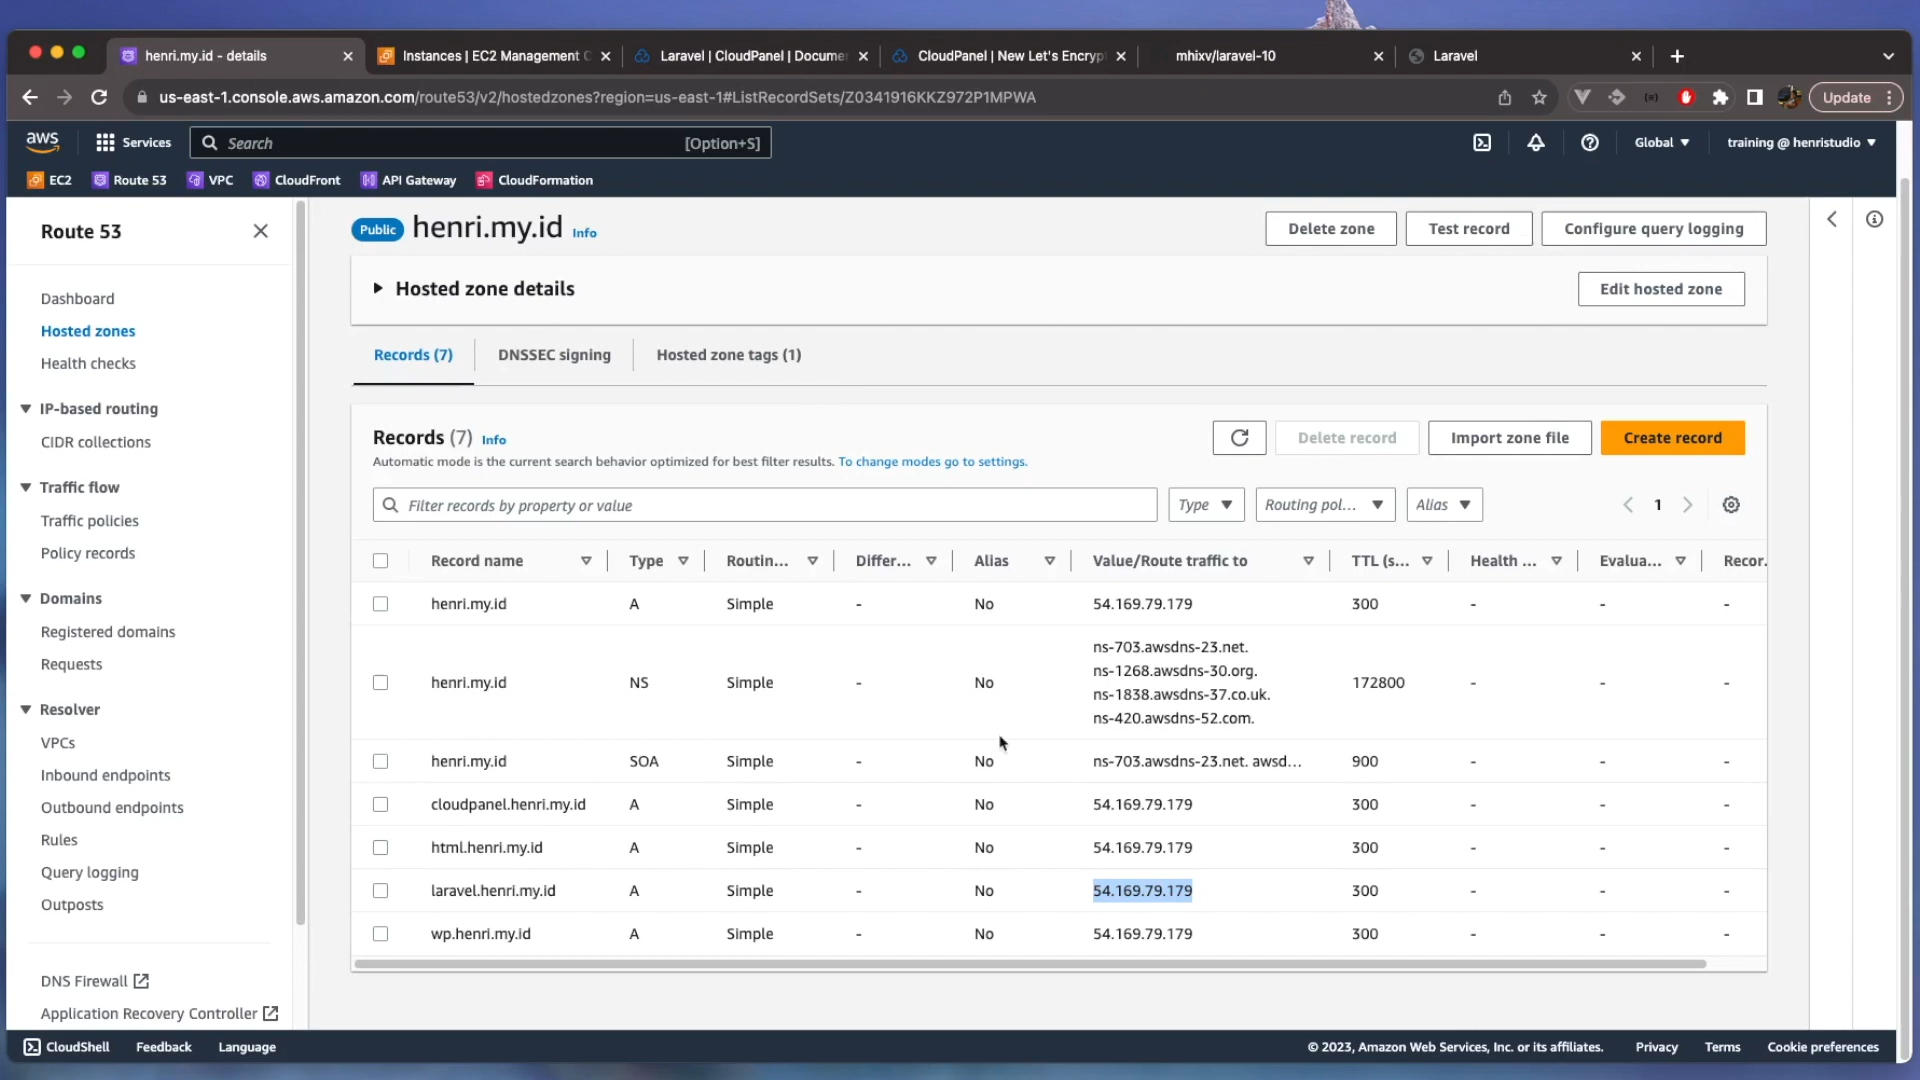 henri.my.id - details
Instances | EC2 Management C
Laravel | CloudPanel | Documen
CloudPanel | New Let's Encryp
mhixv/laravel-10
Laravel
us-east-1.console.aws.amazon.com/route53/v2/hostedzones?region=us-east-1#ListRecordSets/Z0341916KKZ972P1MPWA
Update
aws
Services
Search
[Option+S]
Global
training @ henristudio
EC2
Route 53
VPC
CloudFront
API Gateway
CloudFormation
Route 53
Dashboard
Hosted zones
Health checks
IP-based routing
CIDR collections
Traffic flow
Traffic policies
Policy records
Domains
Registered domains
Requests
Resolver
VPCs
Inbound endpoints
Outbound endpoints
Rules
Query logging
Outposts
DNS Firewall
Application Recovery Controller
Public henri.my.id Info
Delete zone
Test record
Configure query logging
Hosted zone details
Edit hosted zone
Records (7)
DNSSEC signing
Hosted zone tags (1)
Records (7) Info
Automatic mode is the current search behavior optimized for best filter results. To change modes go to settings.
Delete record
Import zone file
Create record
Filter records by property or value
Type
Routing pol...
Alias
1
Record name Type Routin... Differ... Alias Value/Route traffic to TTL (s... Health ... Evalua... Recor.
henri.my.id A Simple - No 54.169.79.179 300 - - -
henri.my.id NS Simple - No ns-703.awsdns-23.net. 172800 - - -
ns-1268.awsdns-30.org.
ns-1838.awsdns-37.co.uk.
ns-420.awsdns-52.com.
henri.my.id SOA Simple - No ns-703.awsdns-23.net. awsd... 900 - - -
cloudpanel.henri.my.id A Simple - No 54.169.79.179 300 - - -
html.henri.my.id A Simple - No 54.169.79.179 300 - - -
laravel.henri.my.id A Simple - No 54.169.79.179 300 - - -
wp.henri.my.id A Simple - No 54.169.79.179 300 - - -
CloudShell
Feedback
Language
© 2023, Amazon Web Services, Inc. or its affiliates.
Privacy
Terms
Cookie preferences